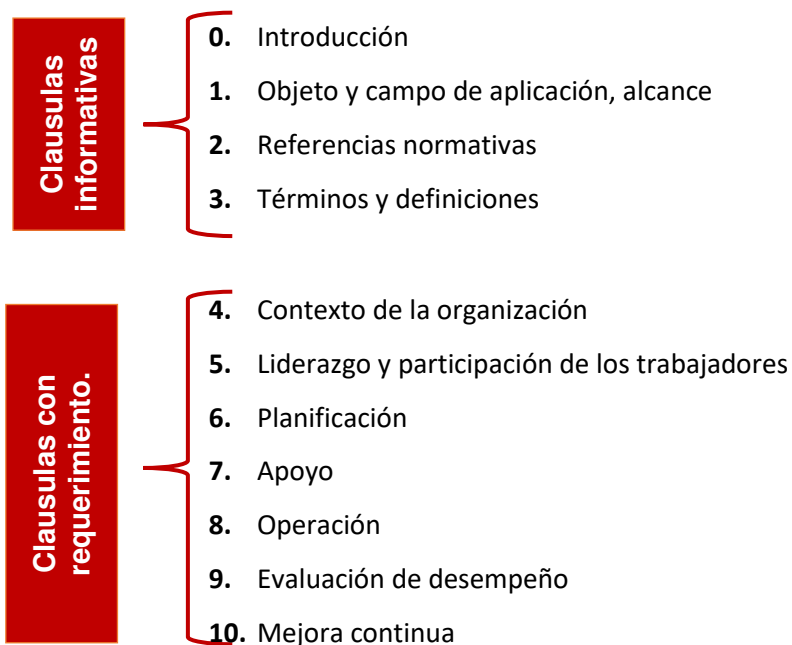 Clausulas
informativas
0. Introducción
1. Objeto y campo de aplicación, alcance
2. Referencias normativas
3. Términos y definiciones
Clausulas con
requerimiento.
4. Contexto de la organización
5. Liderazgo y participación de los trabajadores
6. Planificación
7. Apoyo
8. Operación
9. Evaluación de desempeño
10. Mejora continua